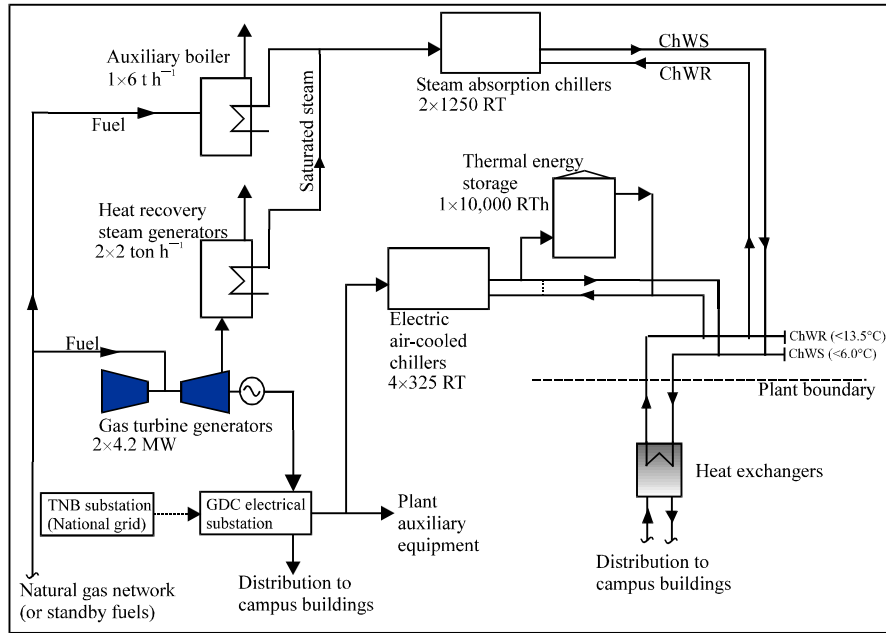 Auxiliary boiler
1×6 t h⁻¹
Fuel
Saturated steam
ChWS
ChWR
Steam absorption chillers
2×1250 RT
Thermal energy
storage
1×10,000 RTh
Heat recovery
steam generators
2×2 ton h⁻¹
Electric
air-cooled
chillers
4×325 RT
ChWR (<13.5°C)
ChWS (<6.0°C)
Plant boundary
Fuel
Gas turbine generators
2×4.2 MW
Heat exchangers
TNB substation
(National grid)
GDC electrical
substation
Plant
auxiliary
equipment
Distribution to
campus buildings
Distribution to
campus buildings
Natural gas network
(or standby fuels)